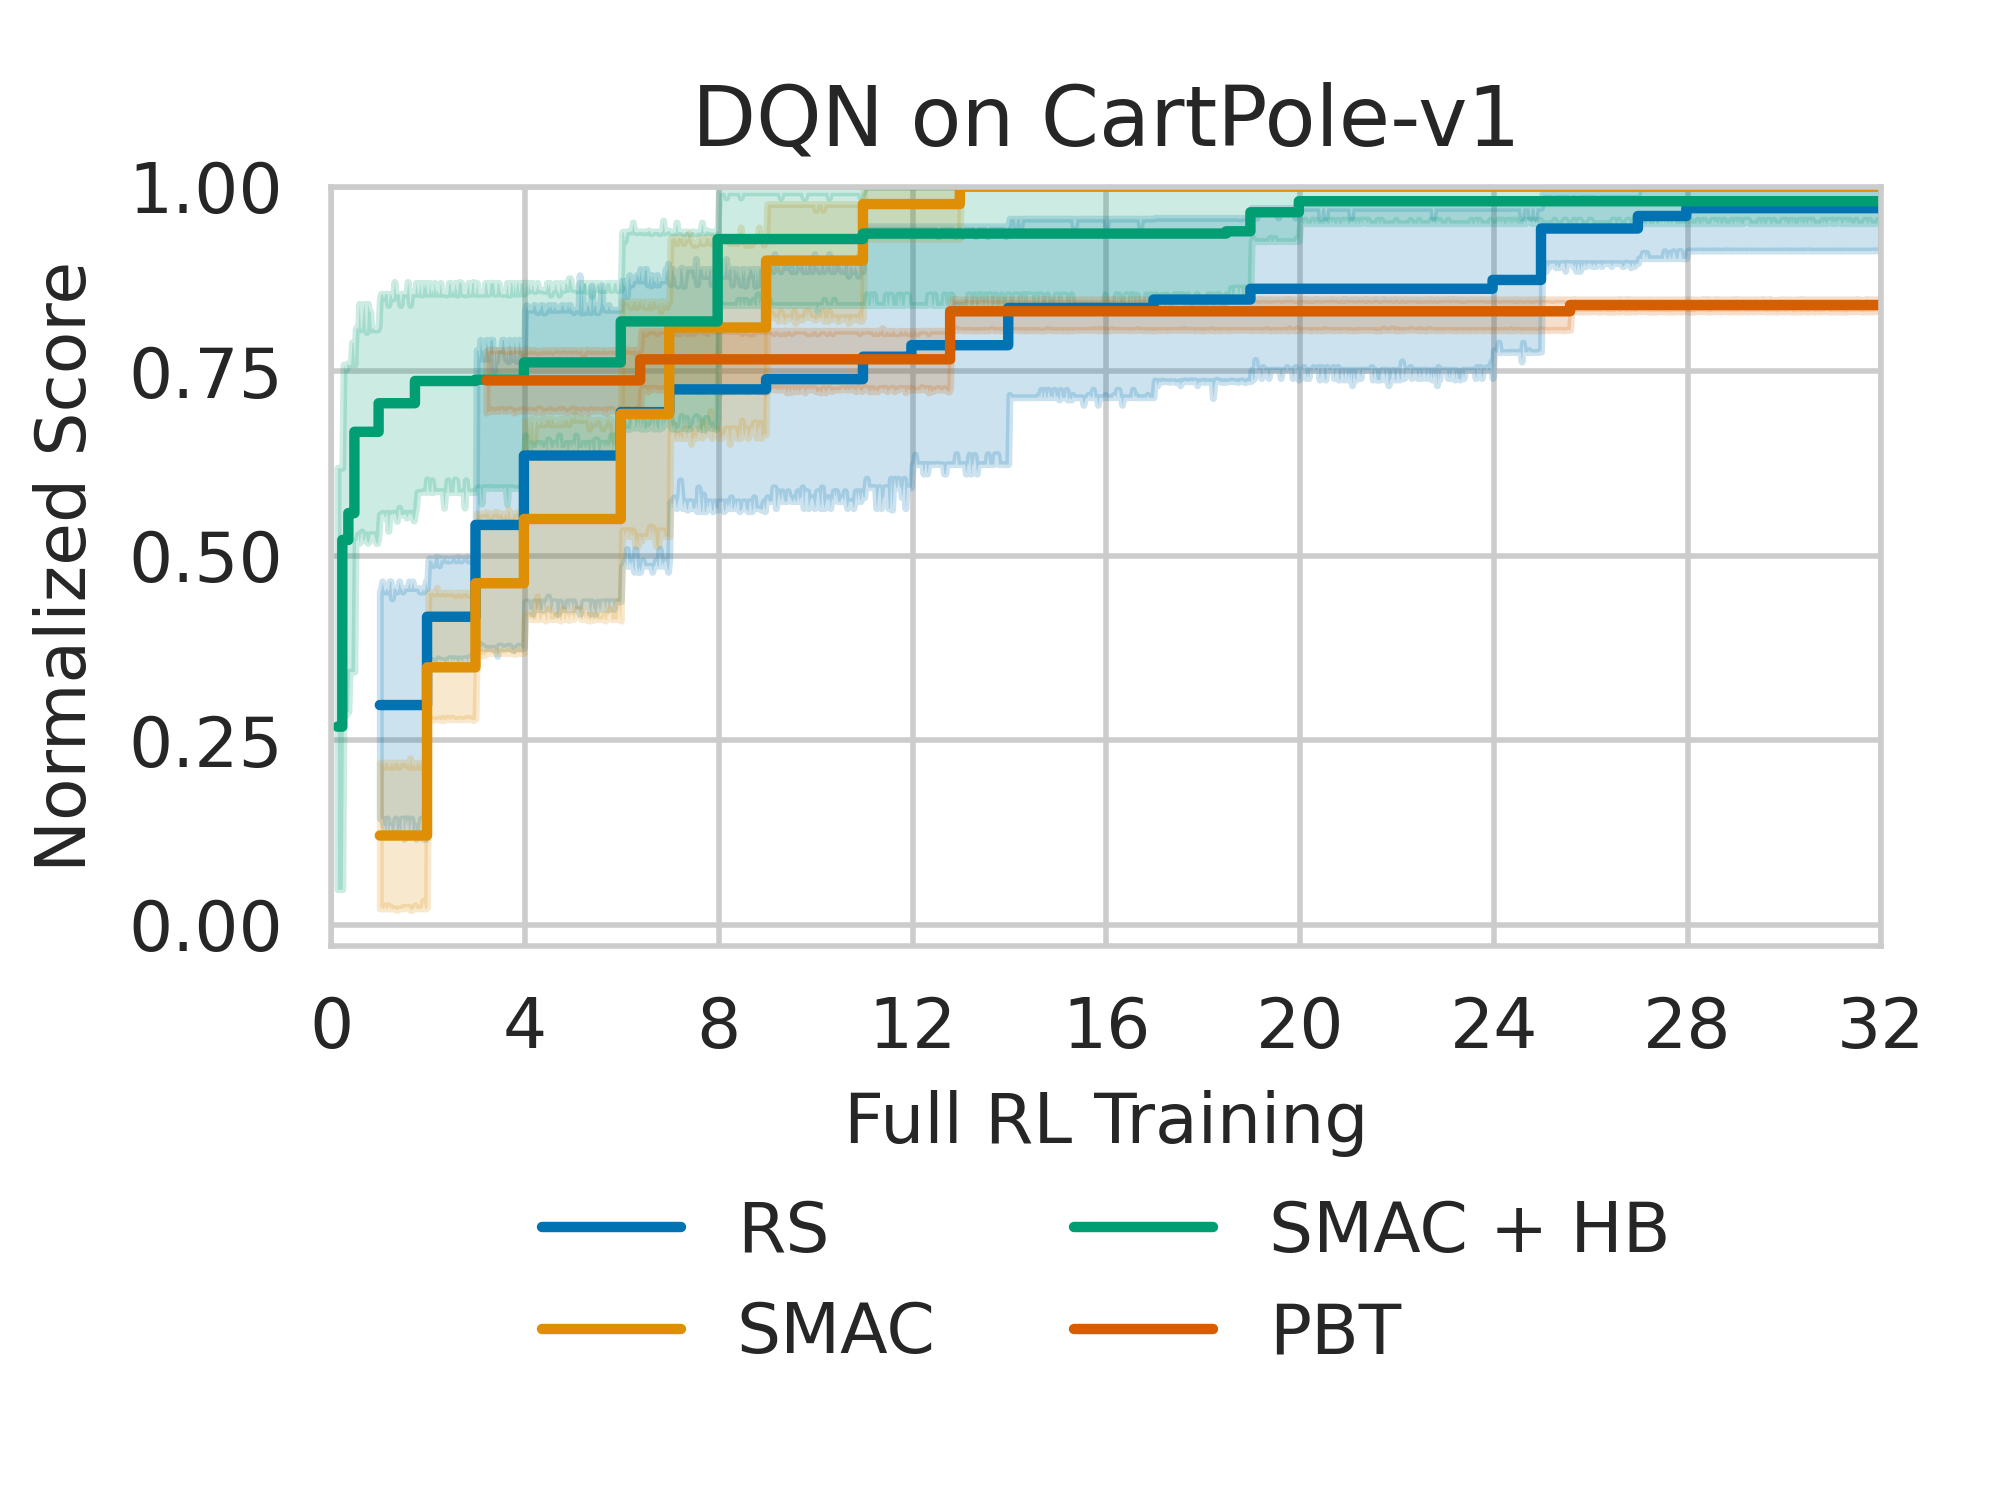 DQN on CartPole-v1
1.00
0.75
0.50
0.25
0.00
Normalized Score
0 4 8 12 16 20 24 28 32
Full RL Training
RS SMAC + HB
SMAC PBT